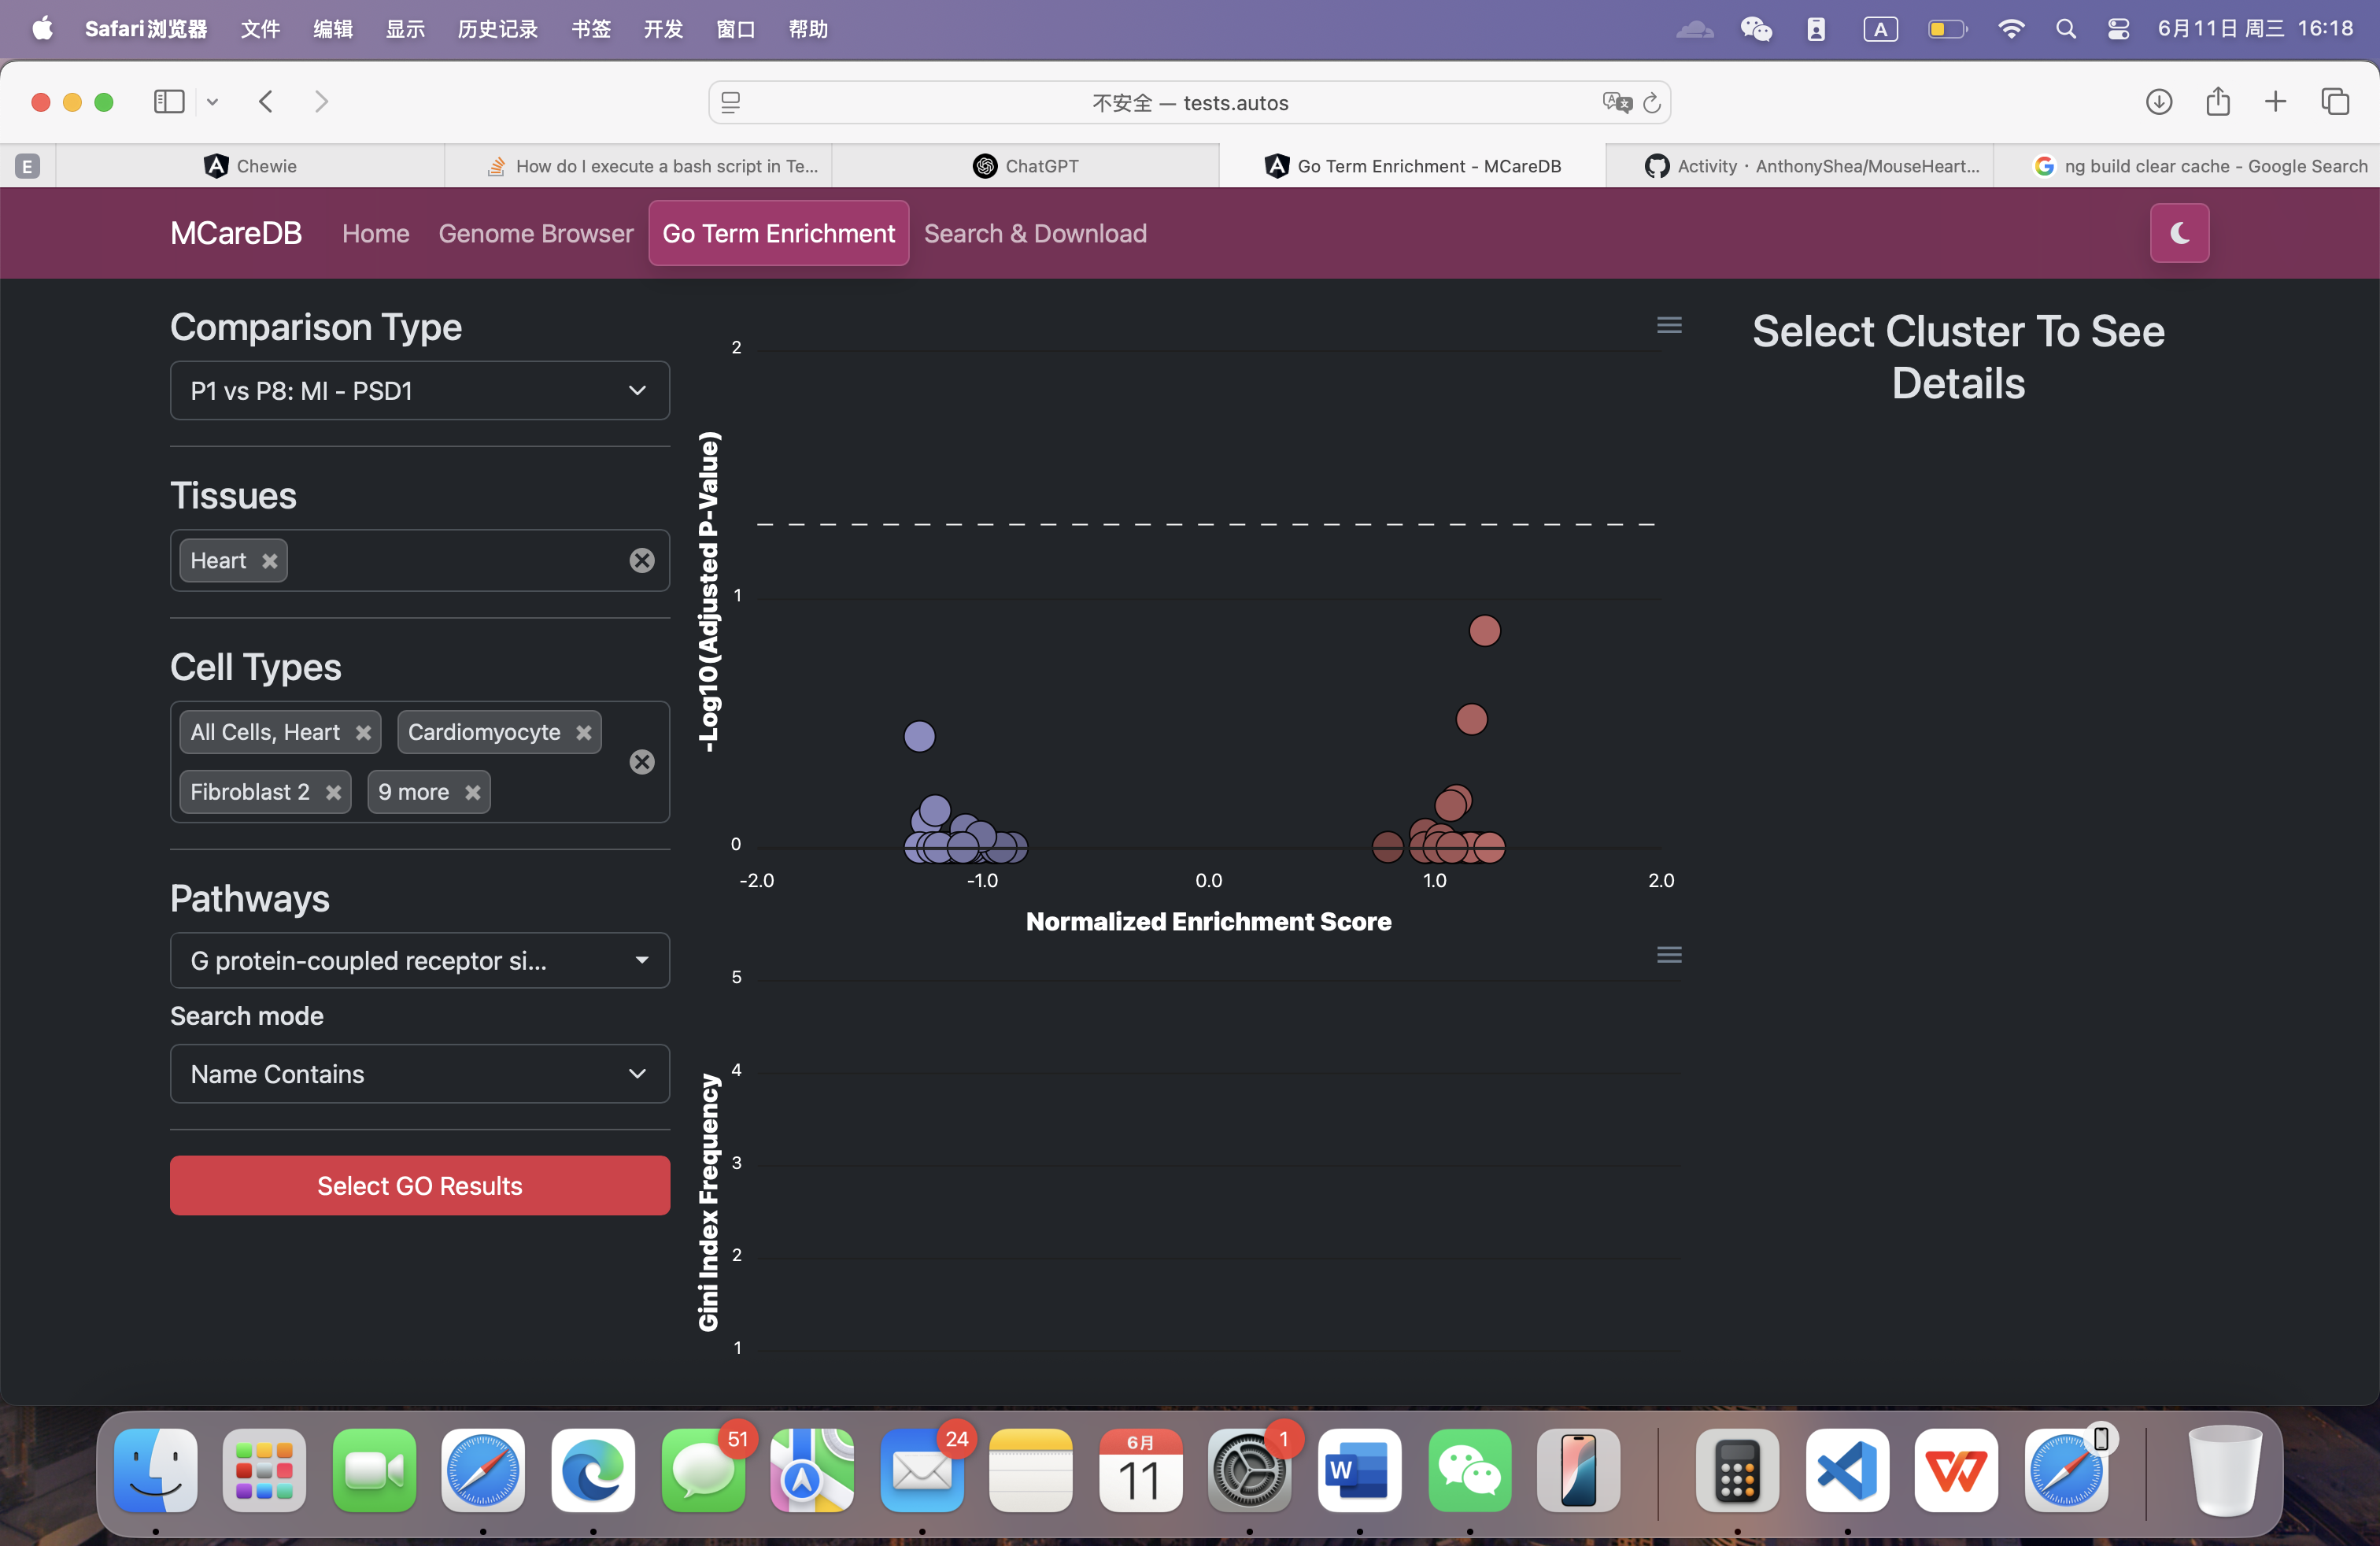 Safari浏览器 文件 编辑 显示 历史记录 书签 开发 窗口 帮助 A 6月11日 周三 16:18
不安全 — tests.autos
E Chewie How do I execute a bash script in Te... ChatGPT Go Term Enrichment - MCareDB Activity · AnthonyShea/MouseHeart... ng build clear cache - Google Search
MCareDB Home Genome Browser Go Term Enrichment Search & Download
Comparison Type
P1 vs P8: MI - PSD1
Tissues
Heart
Cell Types
All Cells, Heart Cardiomyocyte
Fibroblast 2 9 more
Pathways
G protein-coupled receptor si...
Search mode
Name Contains
Select GO Results
-Log10(Adjusted P-Value)
2
1
0
-2.0 -1.0 0.0 1.0 2.0
Normalized Enrichment Score
Gini Index Frequency
5
4
3
2
1
Select Cluster To See
Details
51
24
6月
11
1
W